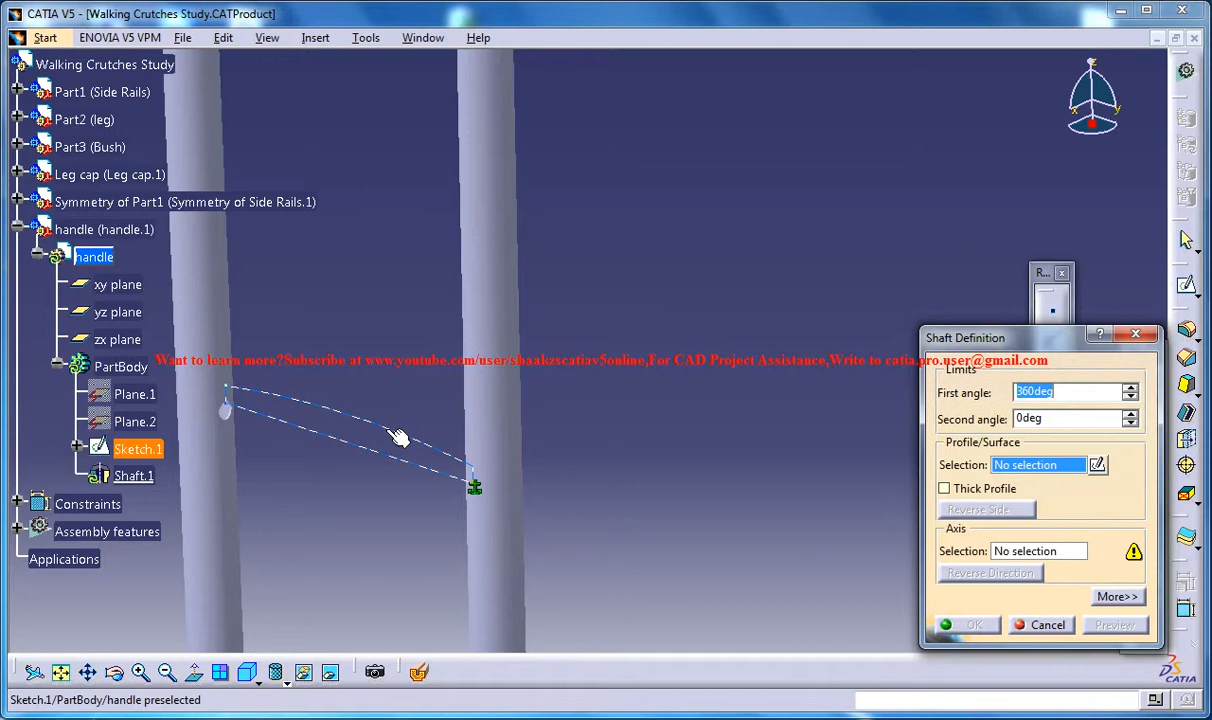 CATIA V5 - [Walking Crutches Study.CATProduct]
Start ENOVIA V5 VPM File Edit View Insert Tools Window Help
Walking Crutches Study
Part1 (Side Rails)
Part2 (leg)
Part3 (Bush)
Leg cap (Leg cap.1)
Symmetry of Part1 (Symmetry of Side Rails.1)
handle (handle.1)
handle
xy plane
yz plane
zx plane
PartBody
Plane.1
Plane.2
Sketch.1
Shaft.1
Constraints
Assembly features
Applications
z
x y
R...
Want to learn more?Subscribe at www.youtube.com/user/shaakzscatiav5online,For CAD Project Assistance,Write to catia.pro.user@gmail.com
Shaft Definition
Limits
First angle: 360deg
Second angle: 0deg
Profile/Surface
Selection: No selection
Thick Profile
Reverse Side
Axis
Selection: No selection
Reverse Direction
More>>
OK Cancel Preview
CATIA
Sketch.1/PartBody/handle preselected